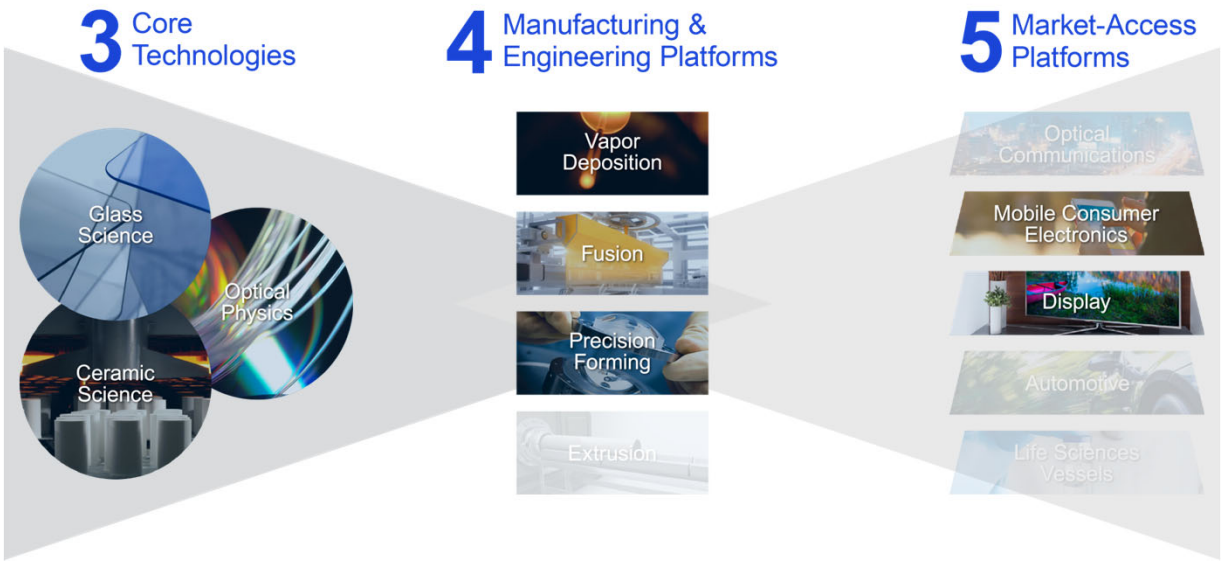 3 Core
Technologies
4 Manufacturing &
Engineering Platforms
5 Market-Access
Platforms
Glass
Science
Optical
Physics
Ceramic
Science
Vapor
Deposition
Fusion
Precision
Forming
Extrusion
Optical
Communications
Mobile Consumer
Electronics
Display
Automotive
Life Sciences
Vessels